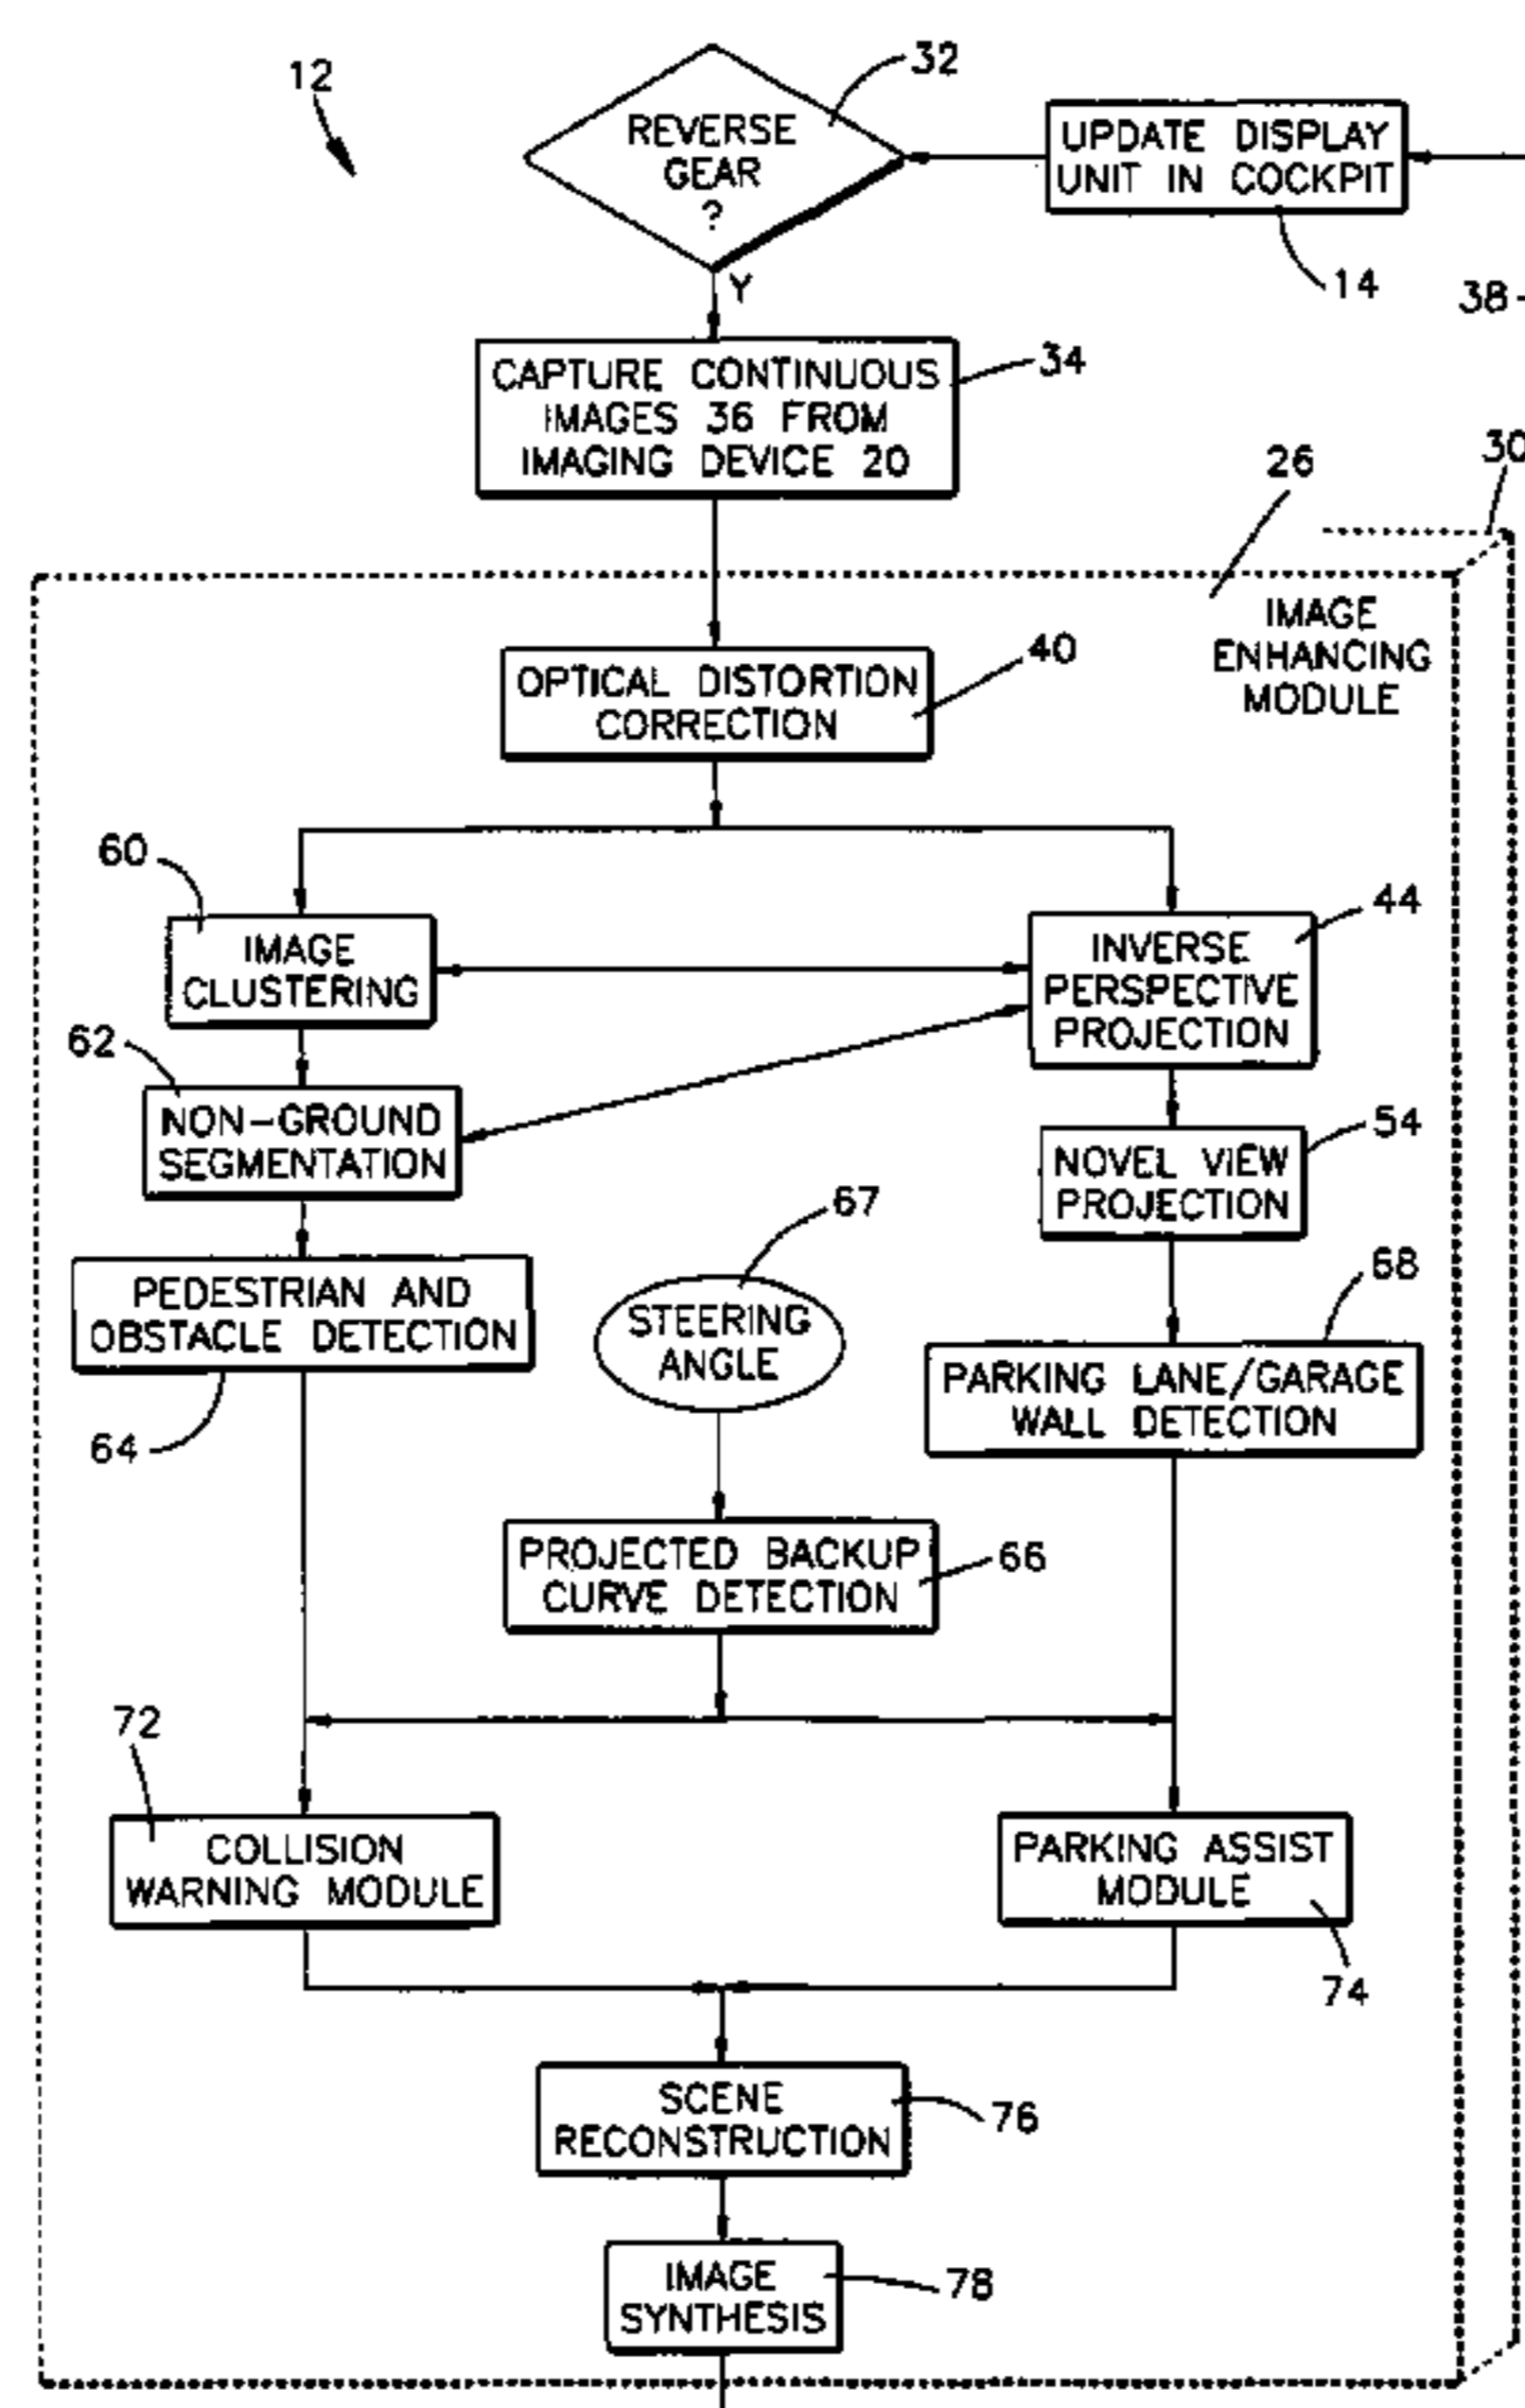 12
32
REVERSE
GEAR
?
UPDATE DISPLAY
UNIT IN COCKPIT
14
38
Y
CAPTURE CONTINUOUS
IMAGES 36 FROM
IMAGING DEVICE 20
34
26
30
IMAGE
ENHANCING
MODULE
OPTICAL DISTORTION
CORRECTION
40
60
IMAGE
CLUSTERING
44
INVERSE
PERSPECTIVE
PROJECTION
62
NON-GROUND
SEGMENTATION
54
NOVEL VIEW
PROJECTION
67
STEERING
ANGLE
PEDESTRIAN AND
OBSTACLE DETECTION
64
68
PARKING LANE/GARAGE
WALL DETECTION
PROJECTED BACKUP
CURVE DETECTION
66
72
COLLISION
WARNING MODULE
PARKING ASSIST
MODULE
74
SCENE
RECONSTRUCTION
76
IMAGE
SYNTHESIS
78